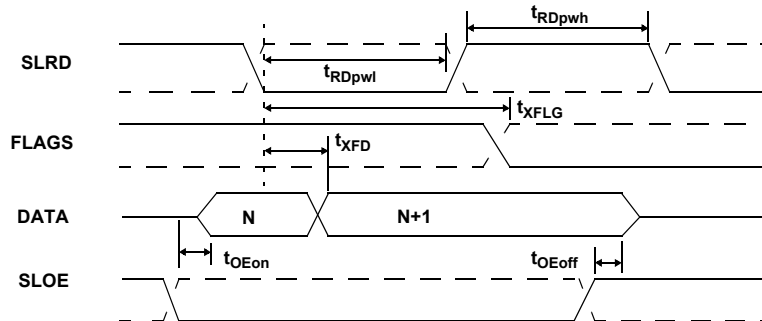 tRDpwh
SLRD
tRDpwl
tXFLG
FLAGS
tXFD
DATA
N
N+1
tOEon
tOEoff
SLOE